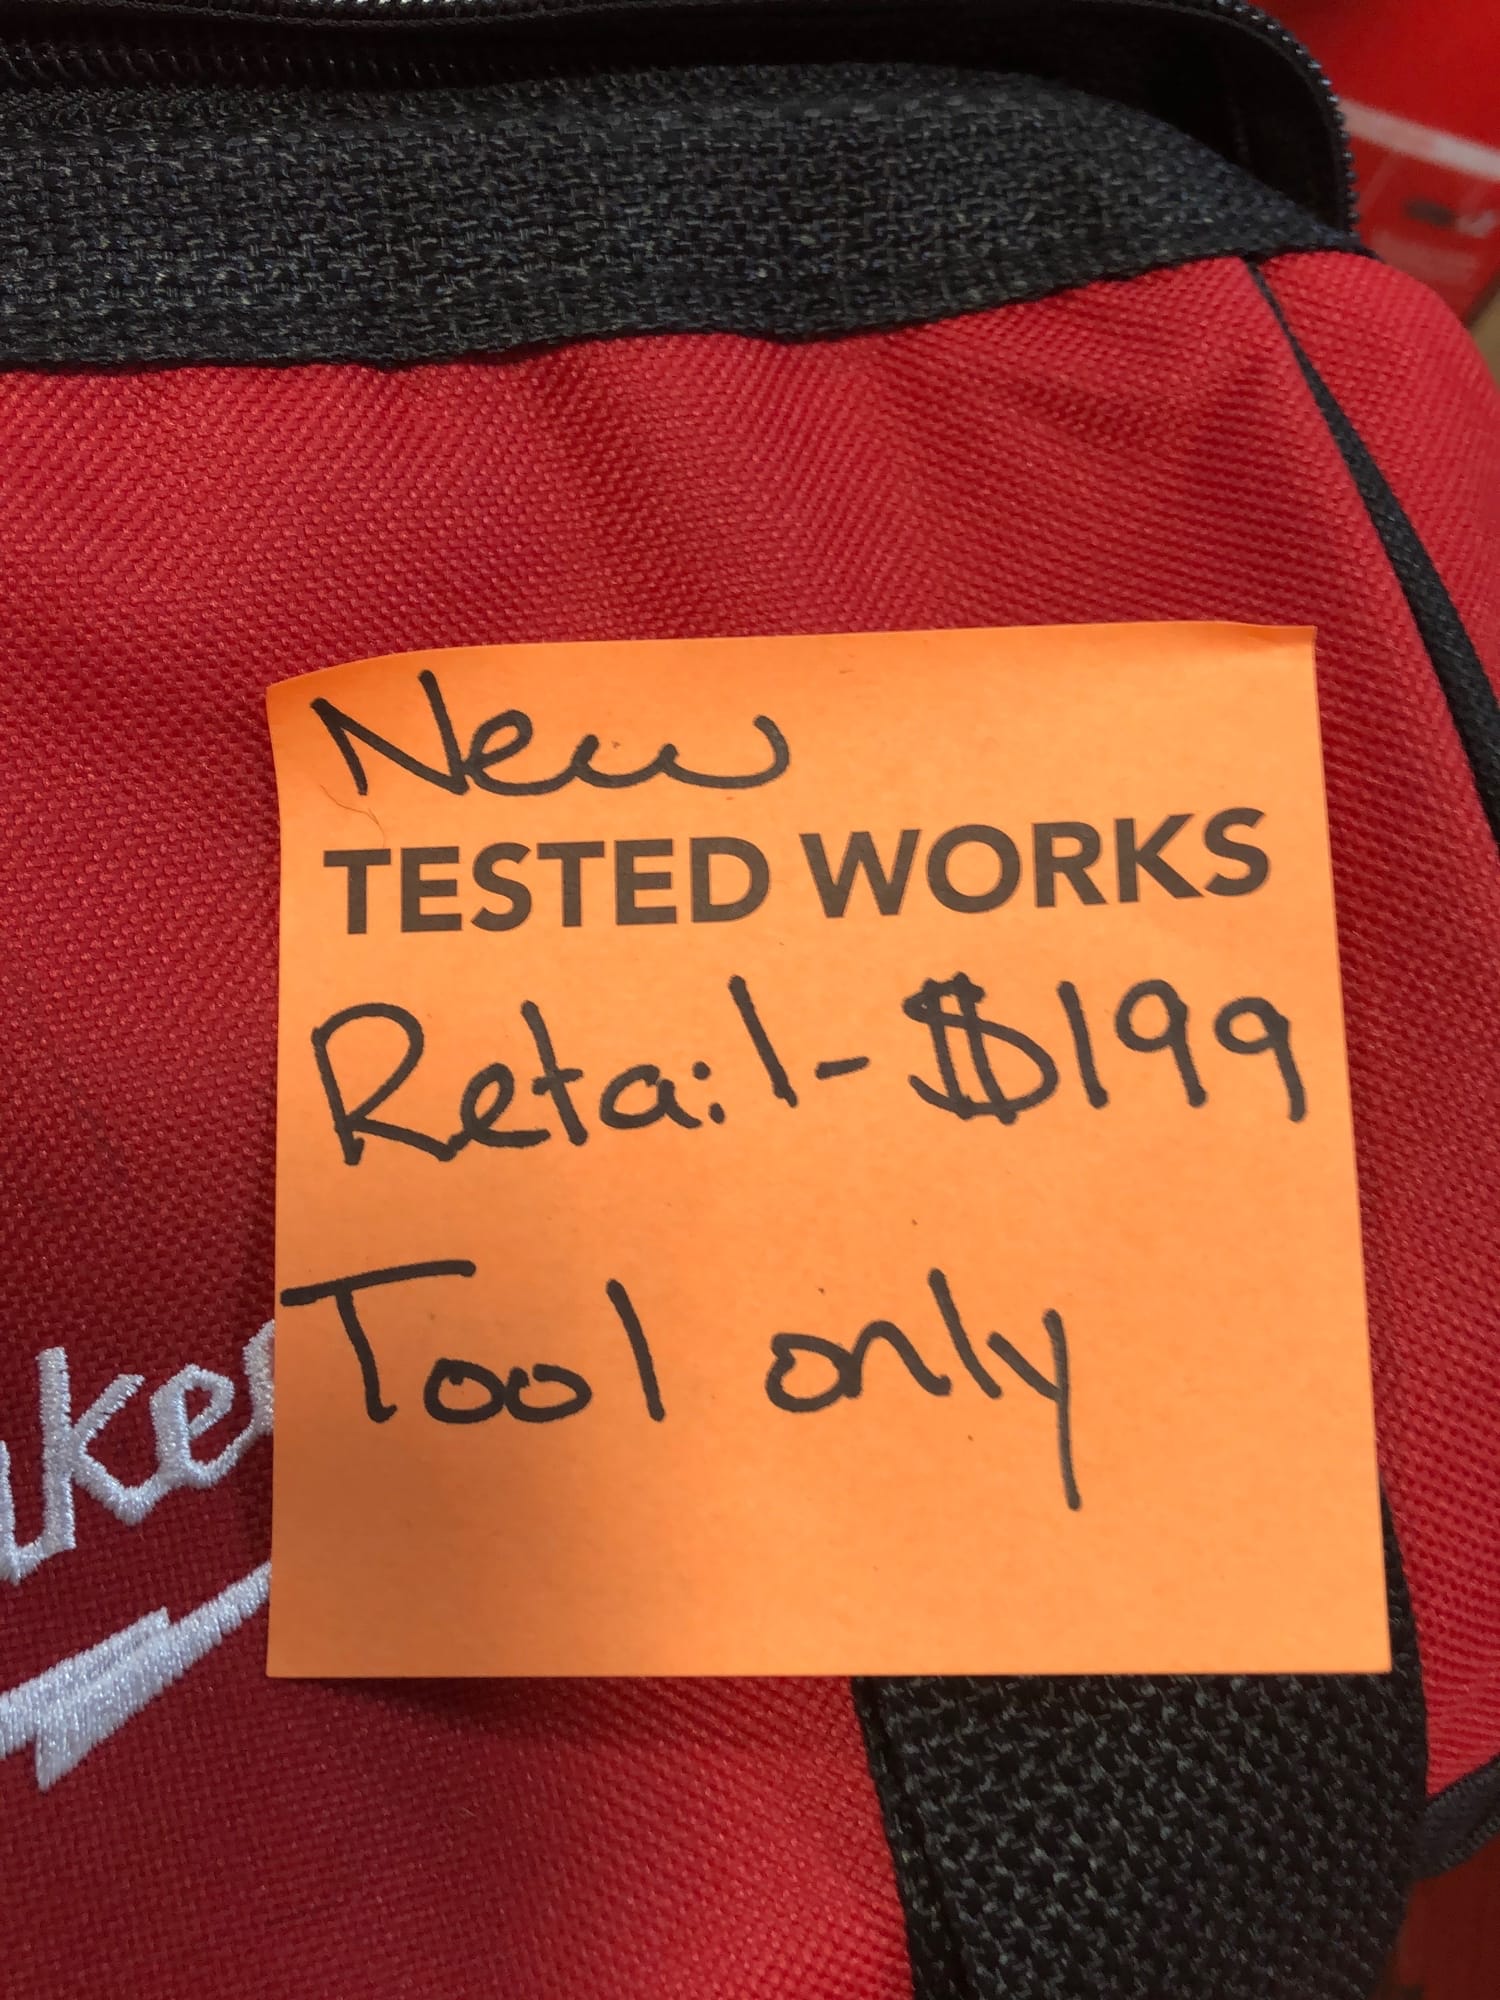 New
TESTED WORKS
Retail-$199
Tool only